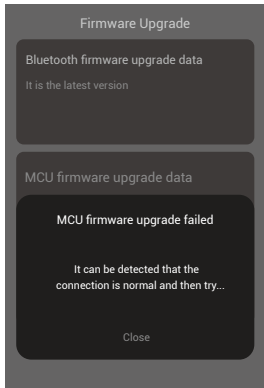 Firmware Upgrade
Bluetooth firmware upgrade data
It is the latest version
MCU firmware upgrade data
MCU firmware upgrade failed
It can be detected that the
connection is normal and then try...
Close